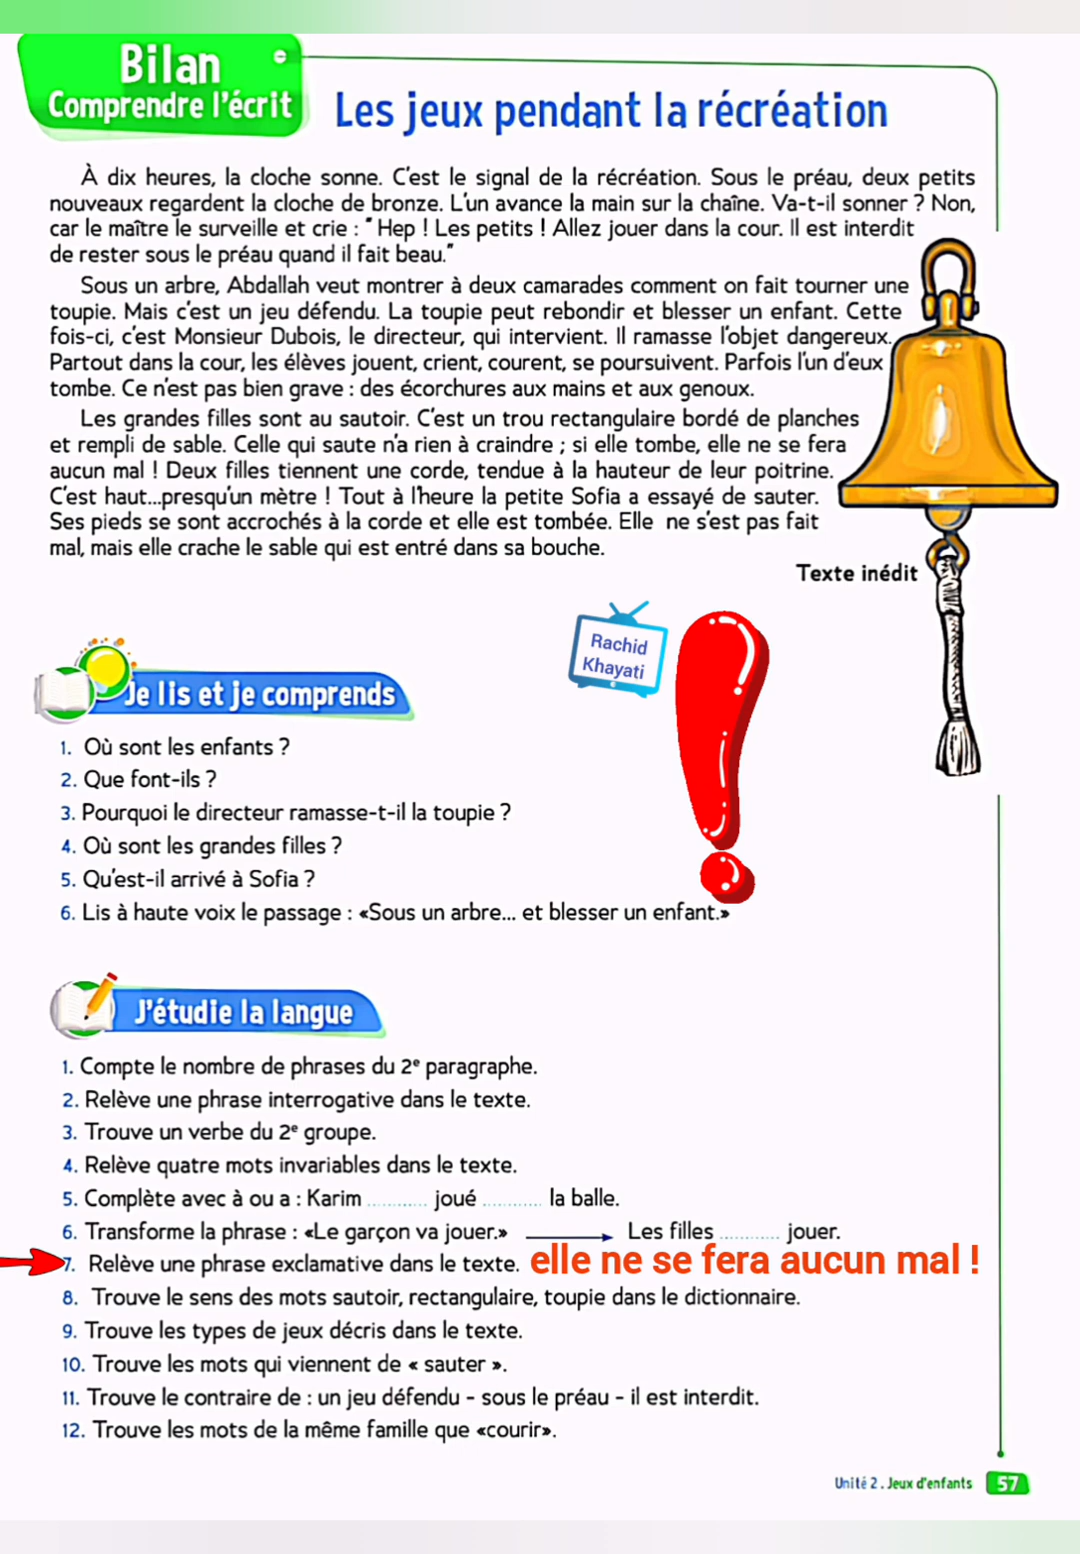 Bilan
Comprendre l'écrit
Les jeux pendant la récréation
À dix heures, la cloche sonne. C'est le signal de la récréation. Sous le préau, deux petits
nouveaux regardent la cloche de bronze. L'un avance la main sur la chaîne. Va-t-il sonner ? Non,
car le maître le surveille et crie : " Hep ! Les petits ! Allez jouer dans la cour. Il est interdit
de rester sous le préau quand il fait beau."
Sous un arbre, Abdallah veut montrer à deux camarades comment on fait tourner une
toupie. Mais c'est un jeu défendu. La toupie peut rebondir et blesser un enfant. Cette
fois-ci, c'est Monsieur Dubois, le directeur, qui intervient. Il ramasse l'objet dangereux.
Partout dans la cour, les élèves jouent, crient, courent, se poursuivent. Parfois l'un d'eux
tombe. Ce n'est pas bien grave : des écorchures aux mains et aux genoux.
Les grandes filles sont au sautoir. C'est un trou rectangulaire bordé de planches
et rempli de sable. Celle qui saute n'a rien à craindre ; si elle tombe, elle ne se fera
aucun mal ! Deux filles tiennent une corde, tendue à la hauteur de leur poitrine.
C'est haut...presqu'un mètre ! Tout à l'heure la petite Sofia a essayé de sauter.
Ses pieds se sont accrochés à la corde et elle est tombée. Elle ne s'est pas fait
mal, mais elle crache le sable qui est entré dans sa bouche.
Texte inédit
Rachid
Khayati
Je lis et je comprends
1. Où sont les enfants ?
2. Que font-ils ?
3. Pourquoi le directeur ramasse-t-il la toupie ?
4. Où sont les grandes filles ?
5. Qu'est-il arrivé à Sofia ?
6. Lis à haute voix le passage : «Sous un arbre... et blesser un enfant.»
J'étudie la langue
1. Compte le nombre de phrases du 2e paragraphe.
2. Relève une phrase interrogative dans le texte.
3. Trouve un verbe du 2e groupe.
4. Relève quatre mots invariables dans le texte.
5. Complète avec à ou a : Karim ........... joué ........... la balle.
6. Transforme la phrase : «Le garçon va jouer.» → Les filles ........... jouer.
7. Relève une phrase exclamative dans le texte. elle ne se fera aucun mal !
8. Trouve le sens des mots sautoir, rectangulaire, toupie dans le dictionnaire.
9. Trouve les types de jeux décris dans le texte.
10. Trouve les mots qui viennent de « sauter ».
11. Trouve le contraire de : un jeu défendu - sous le préau - il est interdit.
12. Trouve les mots de la même famille que «courir».
Unité 2 . Jeux d'enfants 57